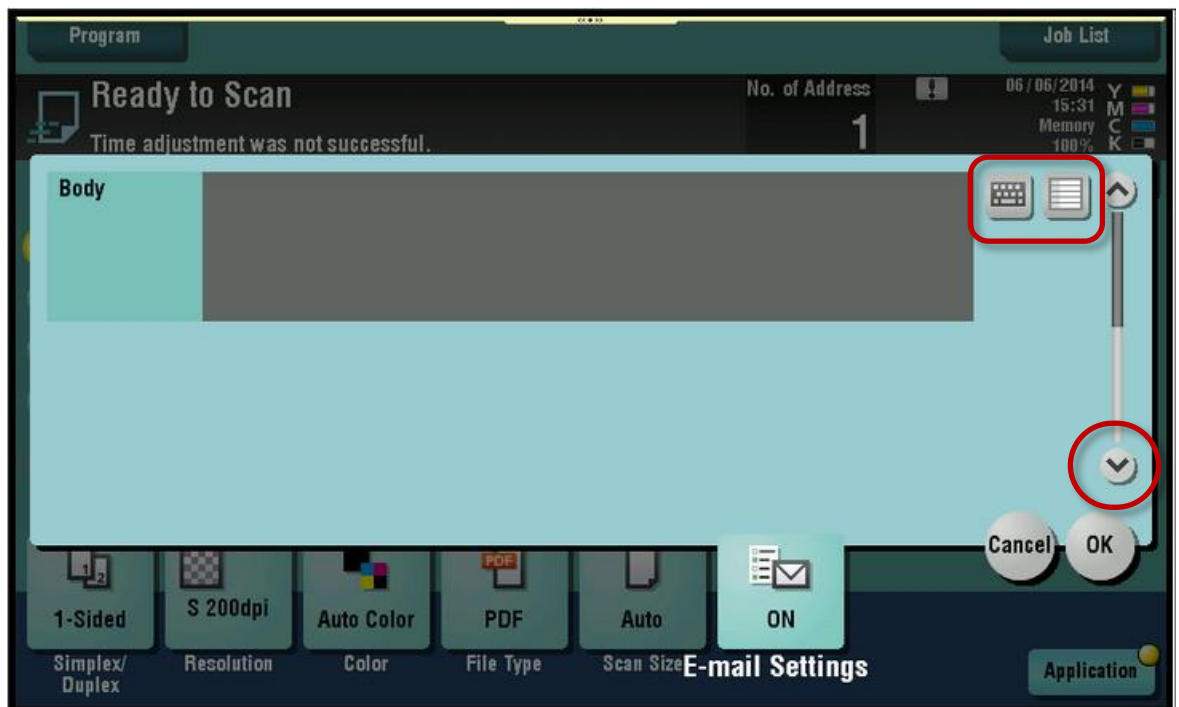 Program
Job List
Ready to Scan
Time adjustment was not successful.
No. of Address
1
06/06/2014
15:31
Memory
100%
Y
M
C
K
Body
Cancel
OK
1
2
1-Sided
S 200dpi
Auto Color
PDF
PDF
Auto
ON
Simplex/
Duplex
Resolution
Color
File Type
Scan Size
E-mail Settings
Application